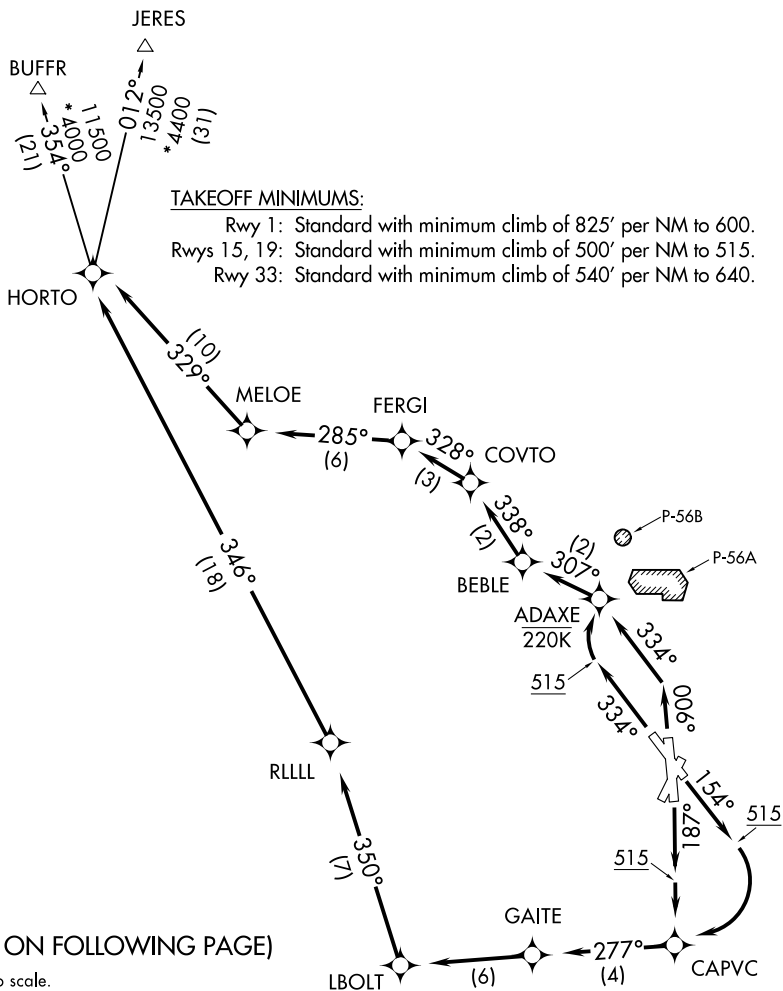 JERES
BUFFR
012°
13500
*4400
(31)
11500
*4000
354°
(21)
TAKEOFF MINIMUMS:
Rwy 1: Standard with minimum climb of 825' per NM to 600.
Rwys 15, 19: Standard with minimum climb of 500' per NM to 515.
Rwy 33: Standard with minimum climb of 540' per NM to 640.
HORTO
(10)
329°
MELOE
FERGI
285°
(6)
328°
(3)
COVTO
338°
(2)
P-56B
P-56A
(2)
307°
BEBLE
ADAXE
220K
346°
(18)
334°
515
334°
006°
RLLLL
154°
515
187°
515
350°
(7)
GAITE
277°
(4)
CAPVC
(6)
LBOLT
ON FOLLOWING PAGE)
o scale.